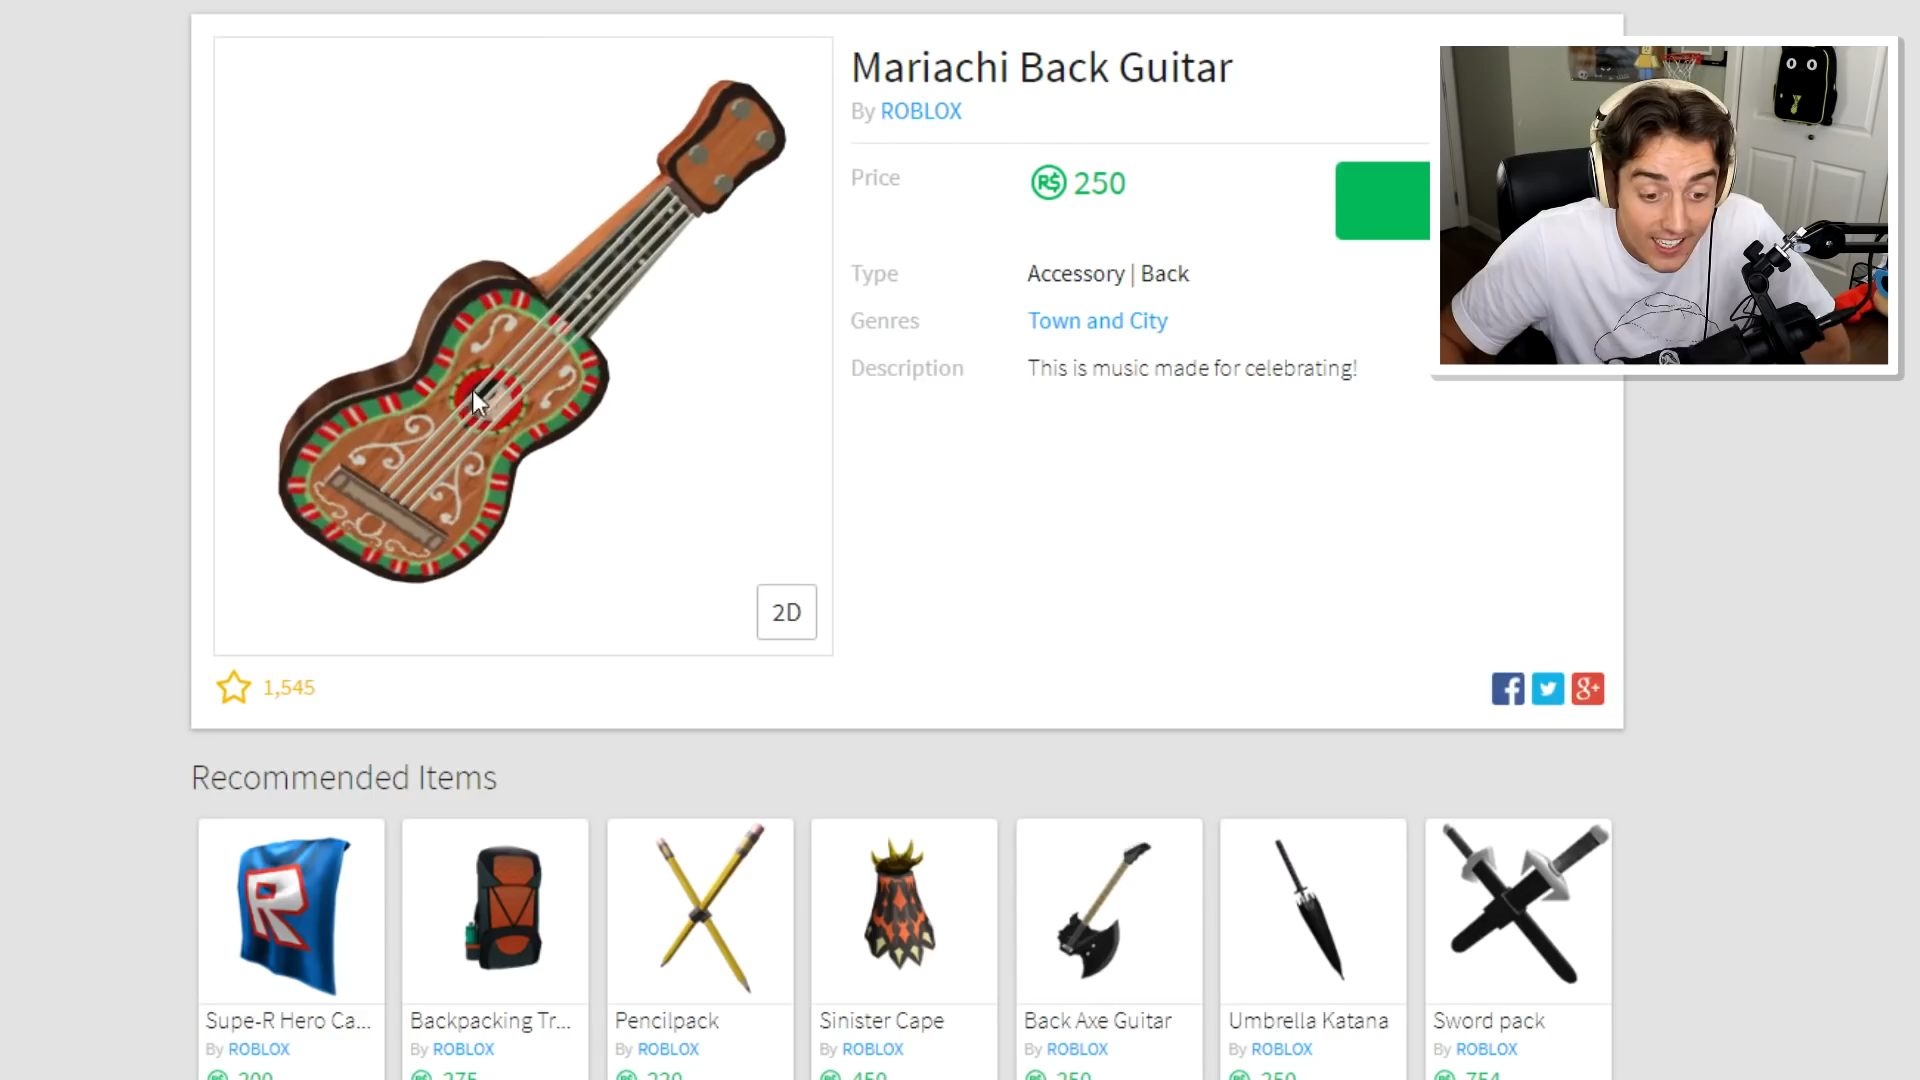 Mariachi Back Guitar
By ROBLOX
Price R$ 250
Type Accessory | Back
Genres Town and City
Description This is music made for celebrating!
2D
1,545
f g+
Recommended Items
R
Supe-R Hero Ca... Backpacking Tr... Pencilpack Sinister Cape Back Axe Guitar Umbrella Katana Sword pack
By ROBLOX By ROBLOX By ROBLOX By ROBLOX By ROBLOX By ROBLOX By ROBLOX